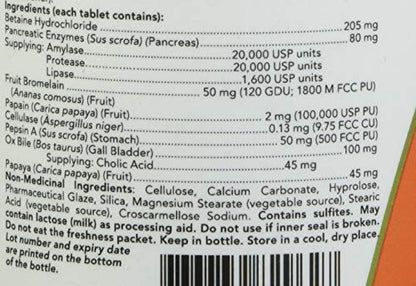 Ingredients (each tablet contains):
Betaine Hydrochloride ... 205 mg
Pancreatic Enzymes (Sus scrofa) (Pancreas) ... 80 mg
Supplying: Amylase ... 20,000 USP units
Protease ... 20,000 USP units
Lipase ... 1,600 USP units
Fruit Bromelain ... 50 mg (120 GDU; 1800 M FCC PU)
(Ananas comosus) (Fruit)
Papain (Carica papaya) (Fruit) ... 2 mg (100,000 USP PU)
Cellulase (Aspergillus niger) ... 0.13 mg (9.75 FCC CU)
Pepsin A (Sus scrofa) (Stomach) ... 50 mg (500 FCC PU)
Ox Bile (Bos taurus) (Gall Bladder) ... 100 mg
Supplying: Cholic Acid ... 45 mg
Papaya (Carica papaya) (Fruit) ... 45 mg
Non-Medicinal Ingredients: Cellulose, Calcium Carbonate, Hyprolose,
Pharmaceutical Glaze, Silica, Magnesium Stearate (vegetable source), Stearic
Acid (vegetable source), Croscarmellose Sodium. Contains sulfites. May
contain lactose (milk) as processing aid. Do not use if inner seal is broken.
Do not eat the freshness packet. Keep in bottle. Store in a cool, dry place.
Lot number and expiry date
are printed on the bottom
of the bottle.